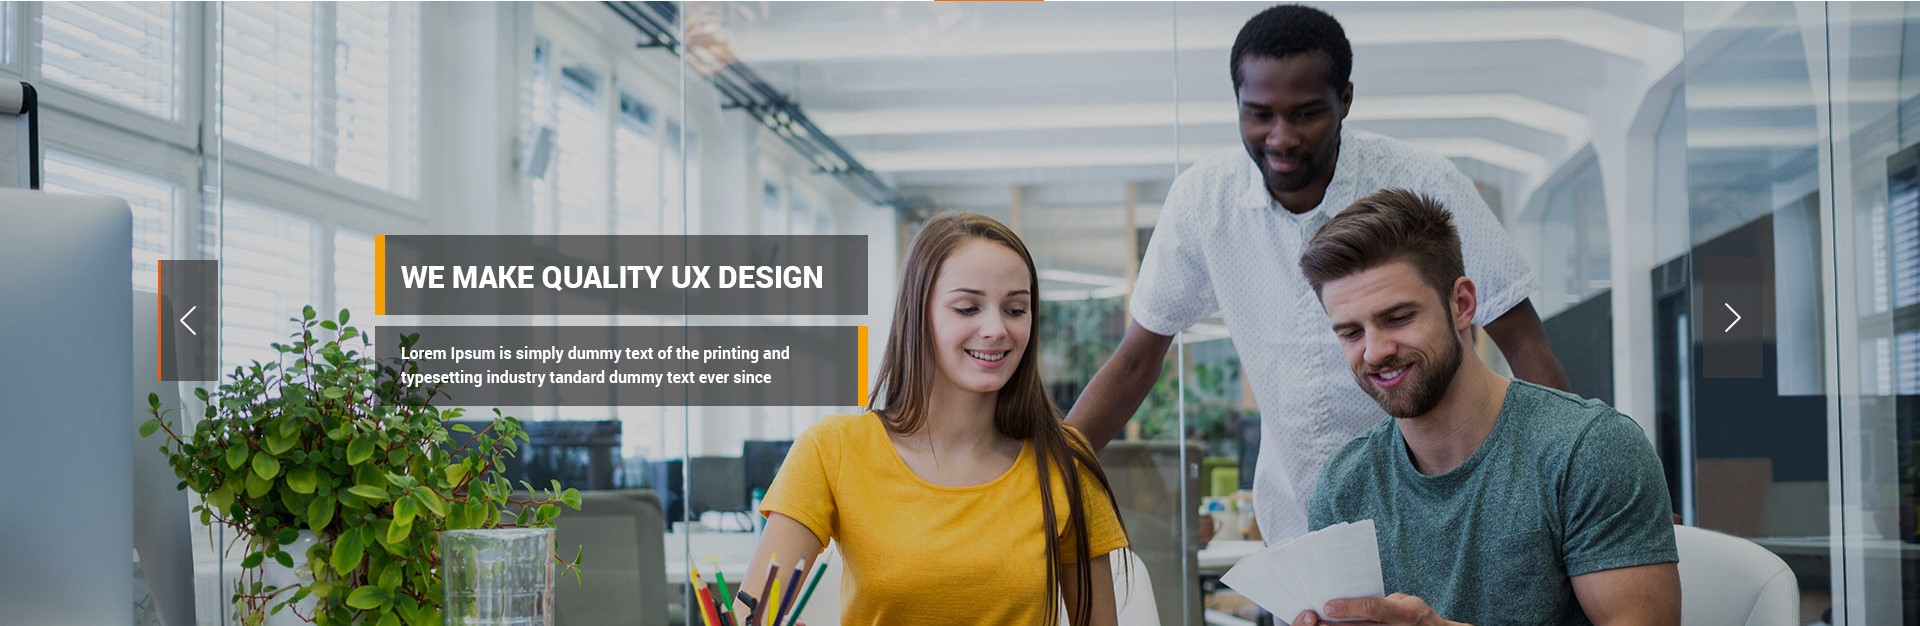 WE MAKE QUALITY UX DESIGN
Lorem Ipsum is simply dummy text of the printing and
typesetting industry tandard dummy text ever since